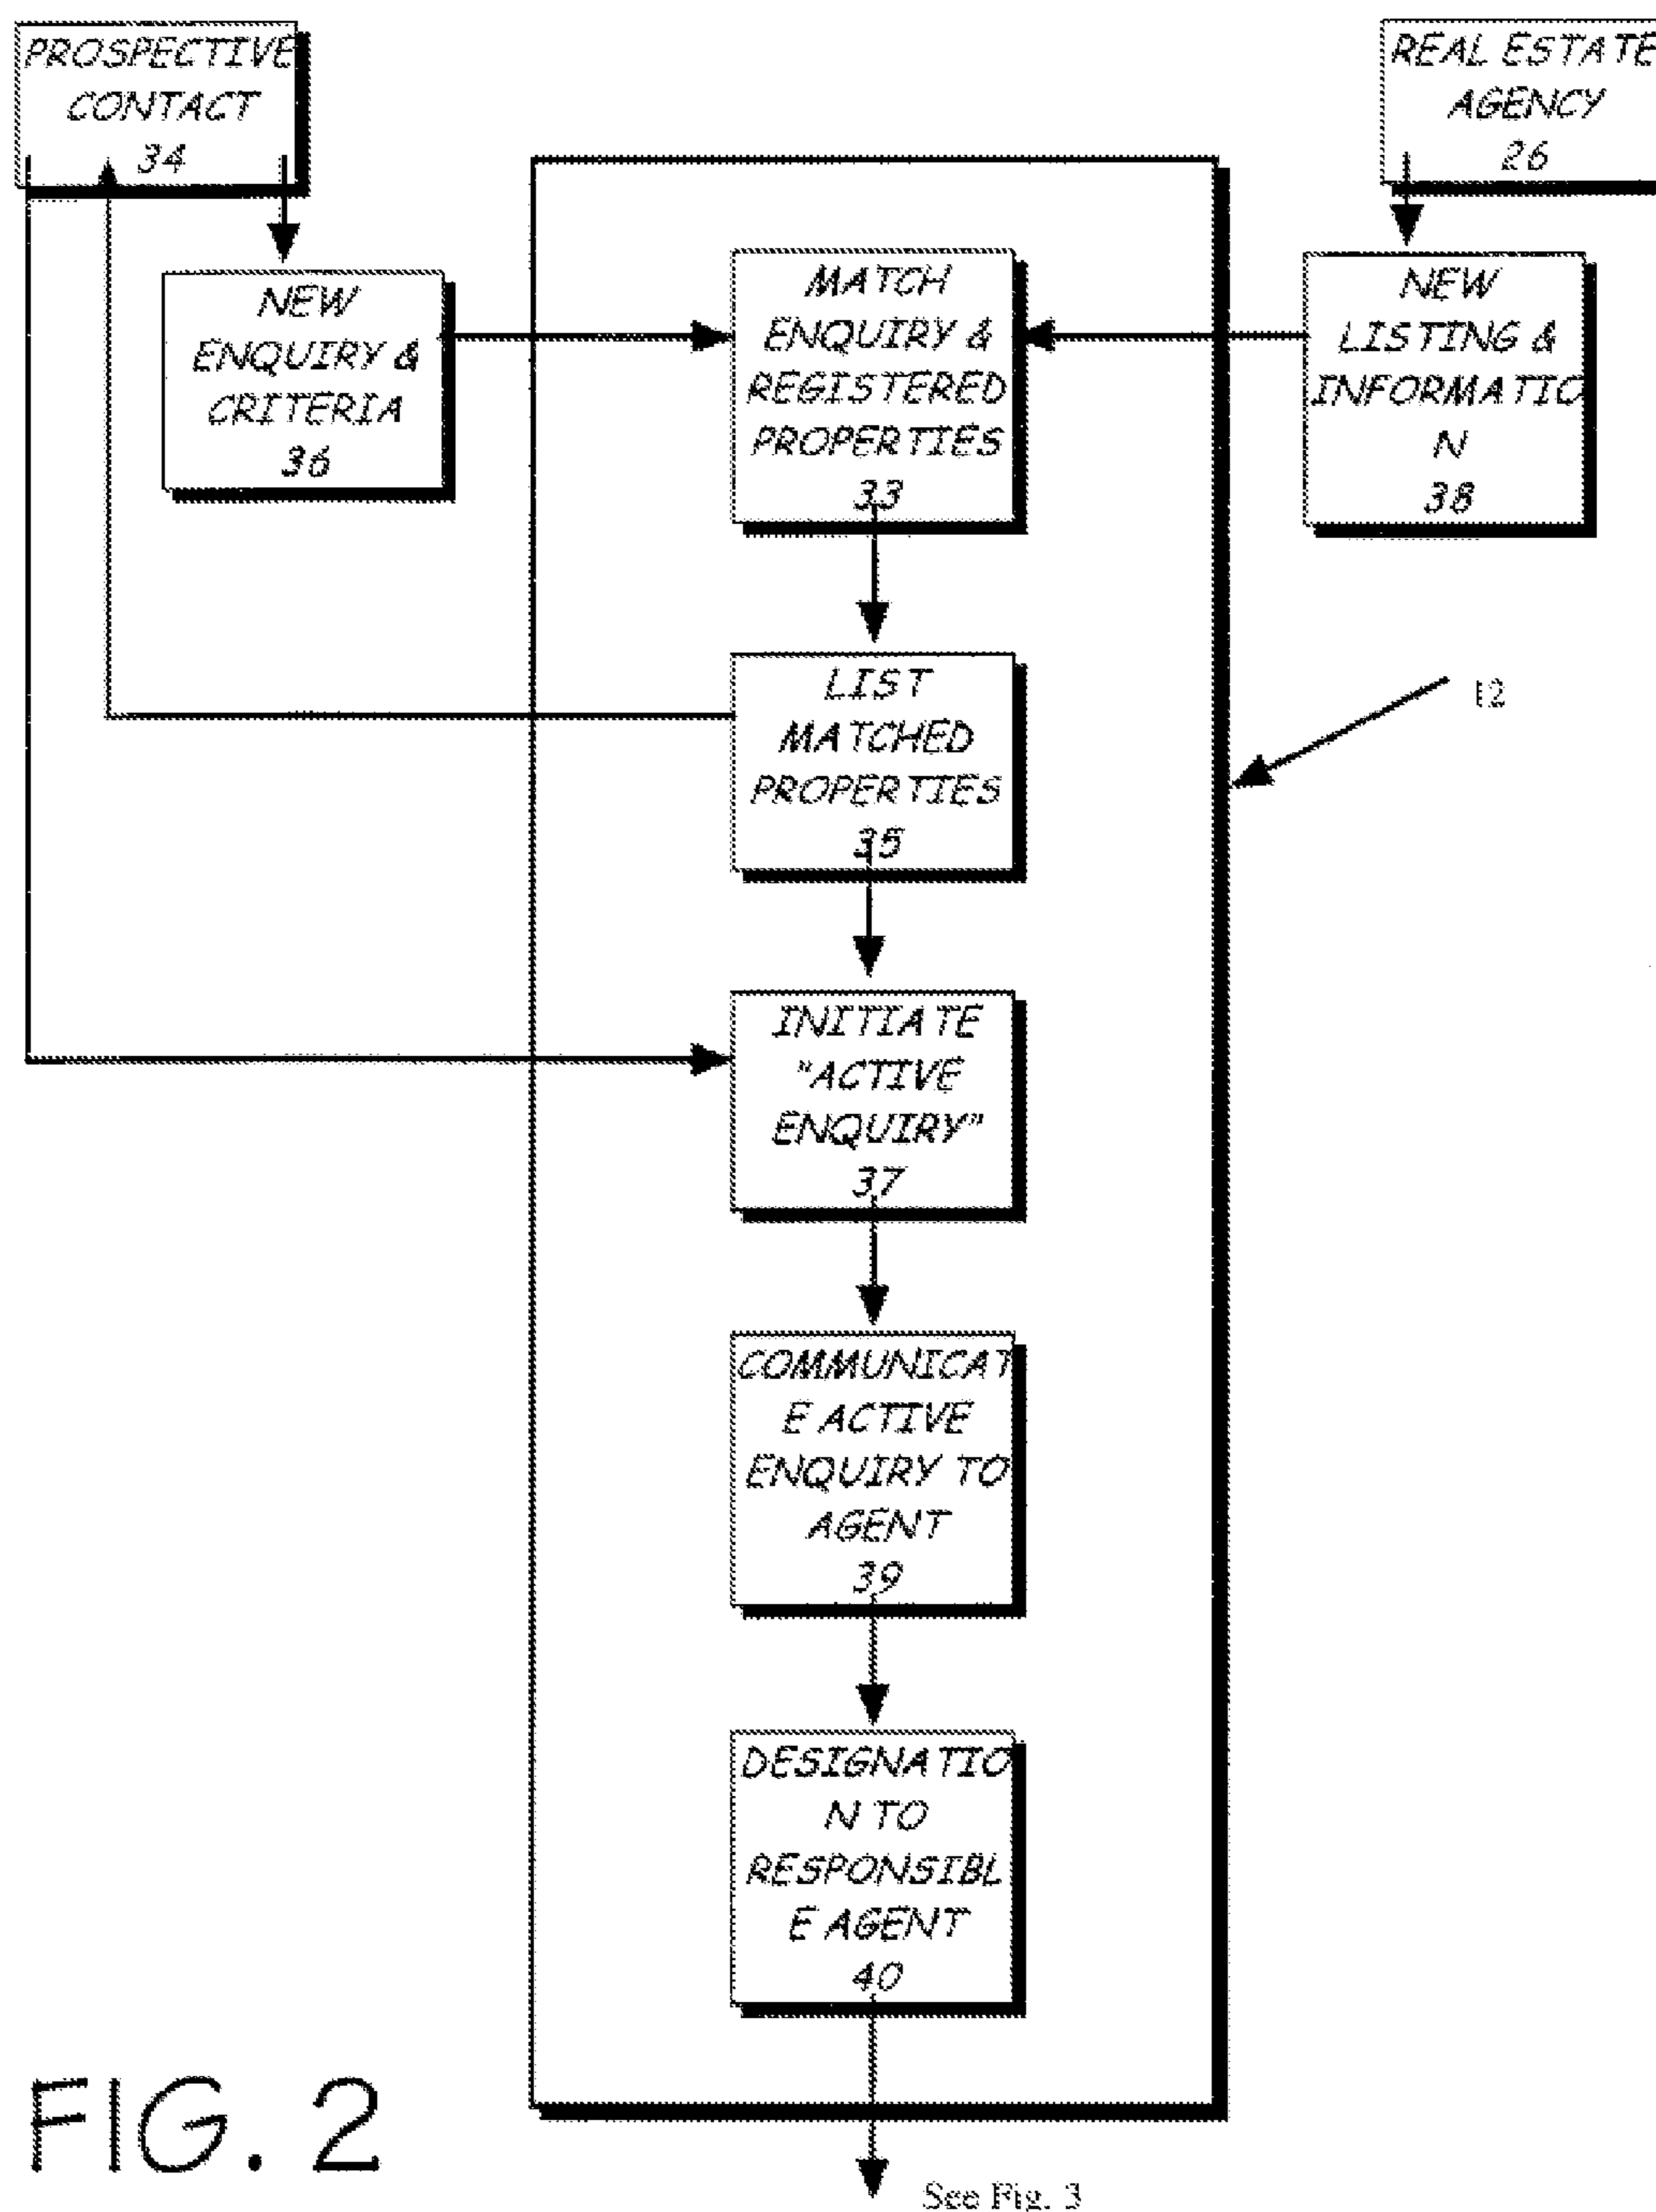 PROSPECTIVE
CONTACT
34
REAL ESTATE
AGENCY
26
NEW
ENQUIRY &
CRITERIA
36
MATCH
ENQUIRY &
REGISTERED
PROPERTIES
33
NEW
LISTING &
INFORMATIO
N
38
LIST
MATCHED
PROPERTIES
35
12
INITIATE
"ACTIVE
ENQUIRY"
37
COMMUNICAT
E ACTIVE
ENQUIRY TO
AGENT
39
DESIGNATIO
N TO
RESPONSIBL
E AGENT
40
FIG. 2
See Fig. 3